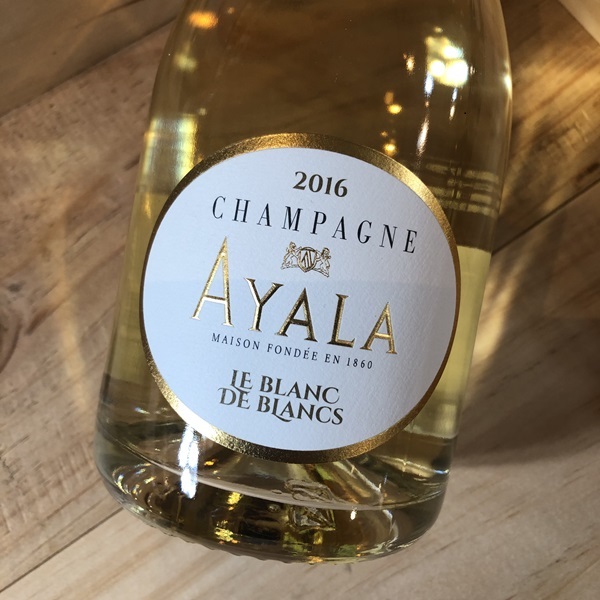 2016
CHAMPAGNE
AYALA
MAISON FONDÉE EN 1860
LE BLANC
DE BLANCS